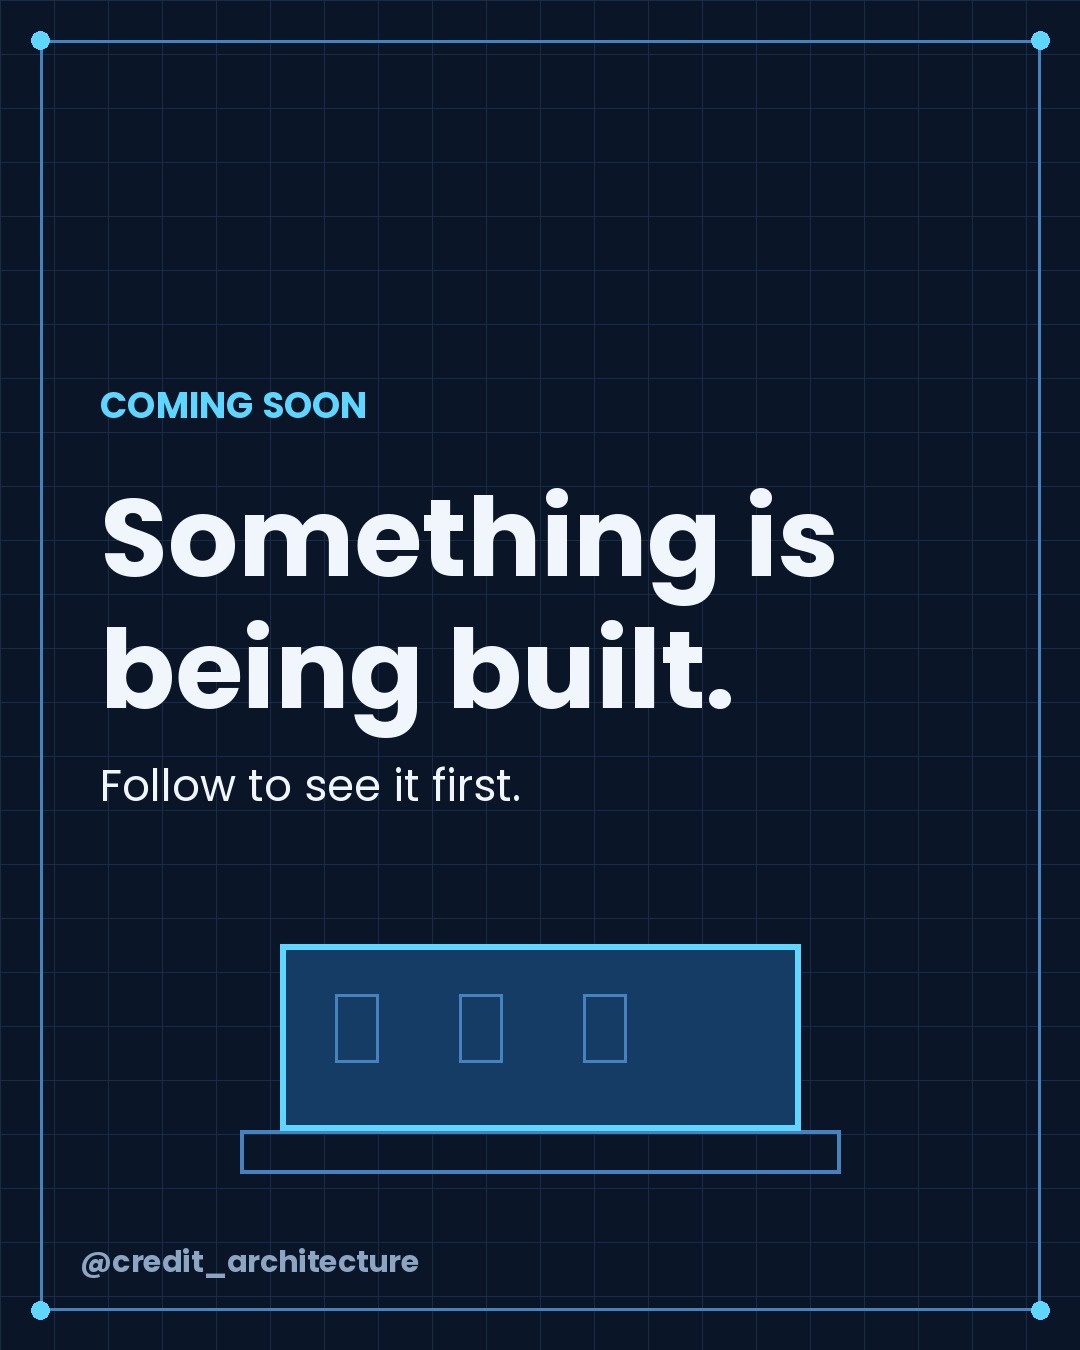 COMING SOON
Something is
being built.
Follow to see it first.
@credit_architecture